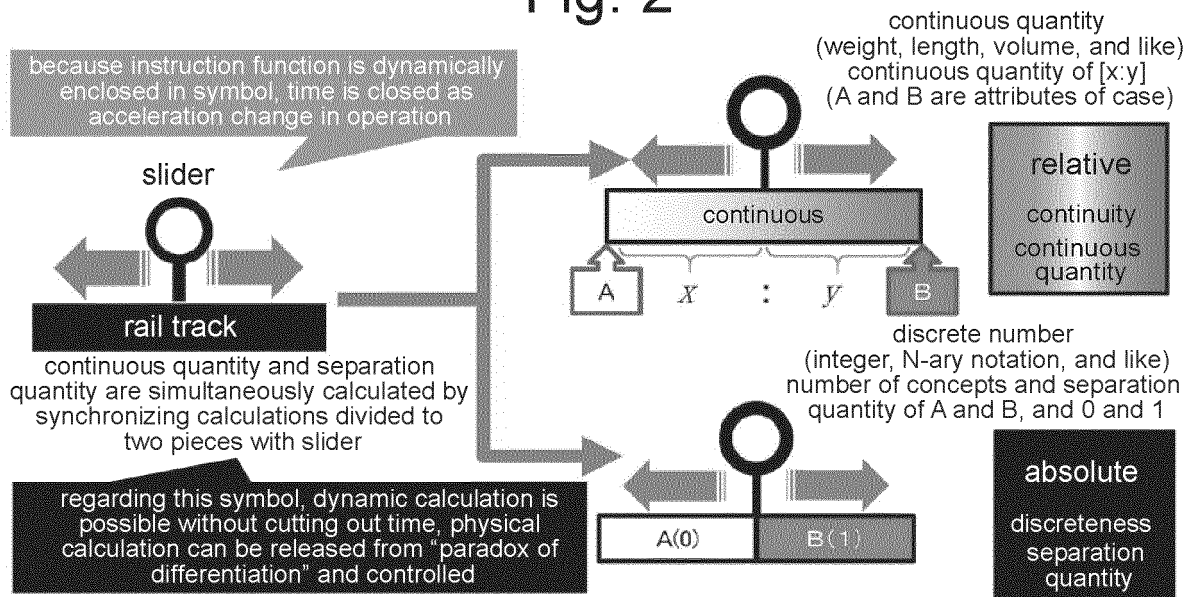 Fig. 2
because instruction function is dynamically
enclosed in symbol, time is closed as
acceleration change in operation
slider
rail track
continuous quantity and separation
quantity are simultaneously calculated by
synchronizing calculations divided to
two pieces with slider
regarding this symbol, dynamic calculation is
possible without cutting out time, physical
calculation can be released from “paradox of
differentiation” and controlled
continuous quantity
(weight, length, volume, and like)
continuous quantity of [x:y]
(A and B are attributes of case)
continuous
A x : y B
relative
continuity
continuous
quantity
discrete number
(integer, N-ary notation, and like)
number of concepts and separation
quantity of A and B, and 0 and 1
A(0) B(1)
absolute
discreteness
separation
quantity